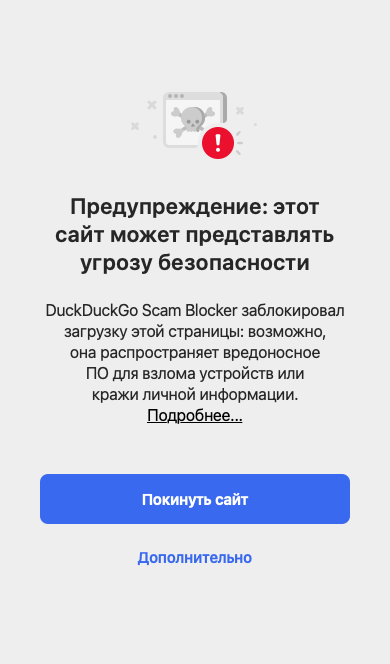 Предупреждение: этот
сайт может представлять
угрозу безопасности
DuckDuckGo Scam Blocker заблокировал
загрузку этой страницы: возможно,
она распространяет вредоносное
ПО для взлома устройств или
кражи личной информации.
Подробнее...
Покинуть сайт
Дополнительно